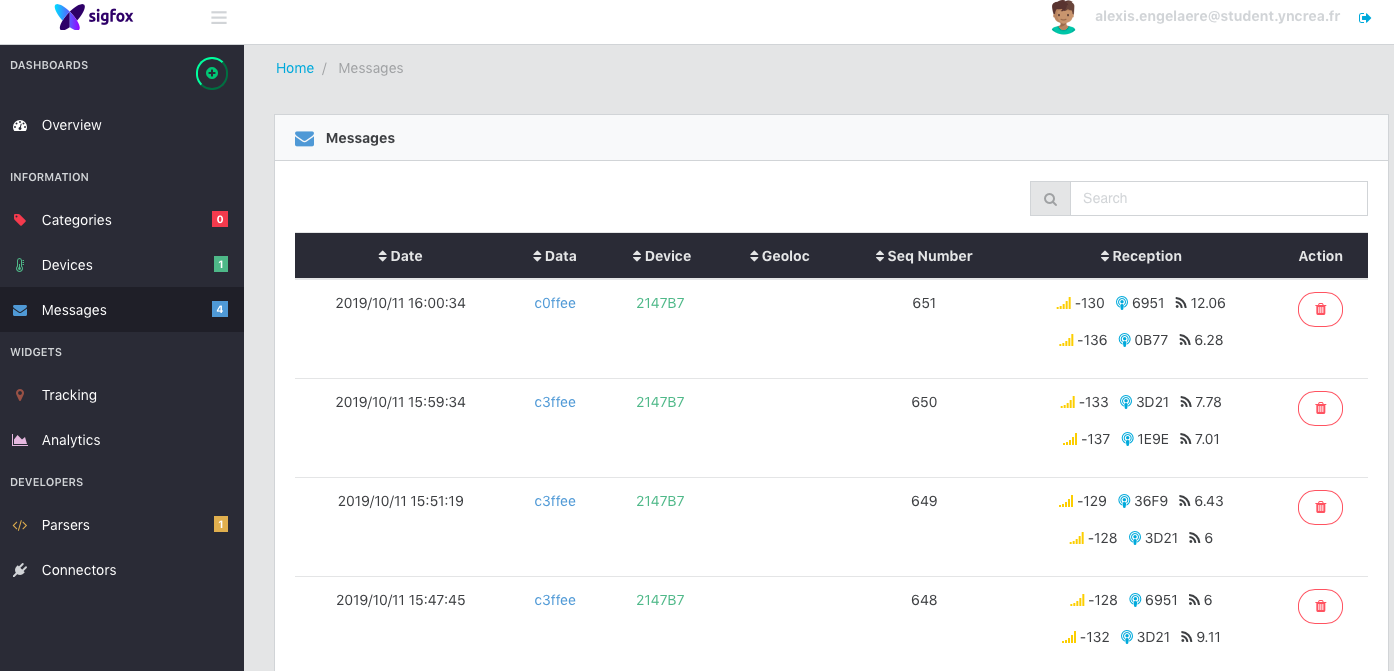 sigfox
alexis.engelaere@student.yncrea.fr
DASHBOARDS
Overview
INFORMATION
Categories 0
Devices 1
Messages 4
WIDGETS
Tracking
Analytics
DEVELOPERS
Parsers 1
Connectors
Home / Messages
Messages
Search
Date Data Device Geoloc Seq Number Reception Action
2019/10/11 16:00:34 c0ffee 2147B7 651 -130 6951 12.06
-136 0B77 6.28
2019/10/11 15:59:34 c3ffee 2147B7 650 -133 3D21 7.78
-137 1E9E 7.01
2019/10/11 15:51:19 c3ffee 2147B7 649 -129 36F9 6.43
-128 3D21 6
2019/10/11 15:47:45 c3ffee 2147B7 648 -128 6951 6
-132 3D21 9.11